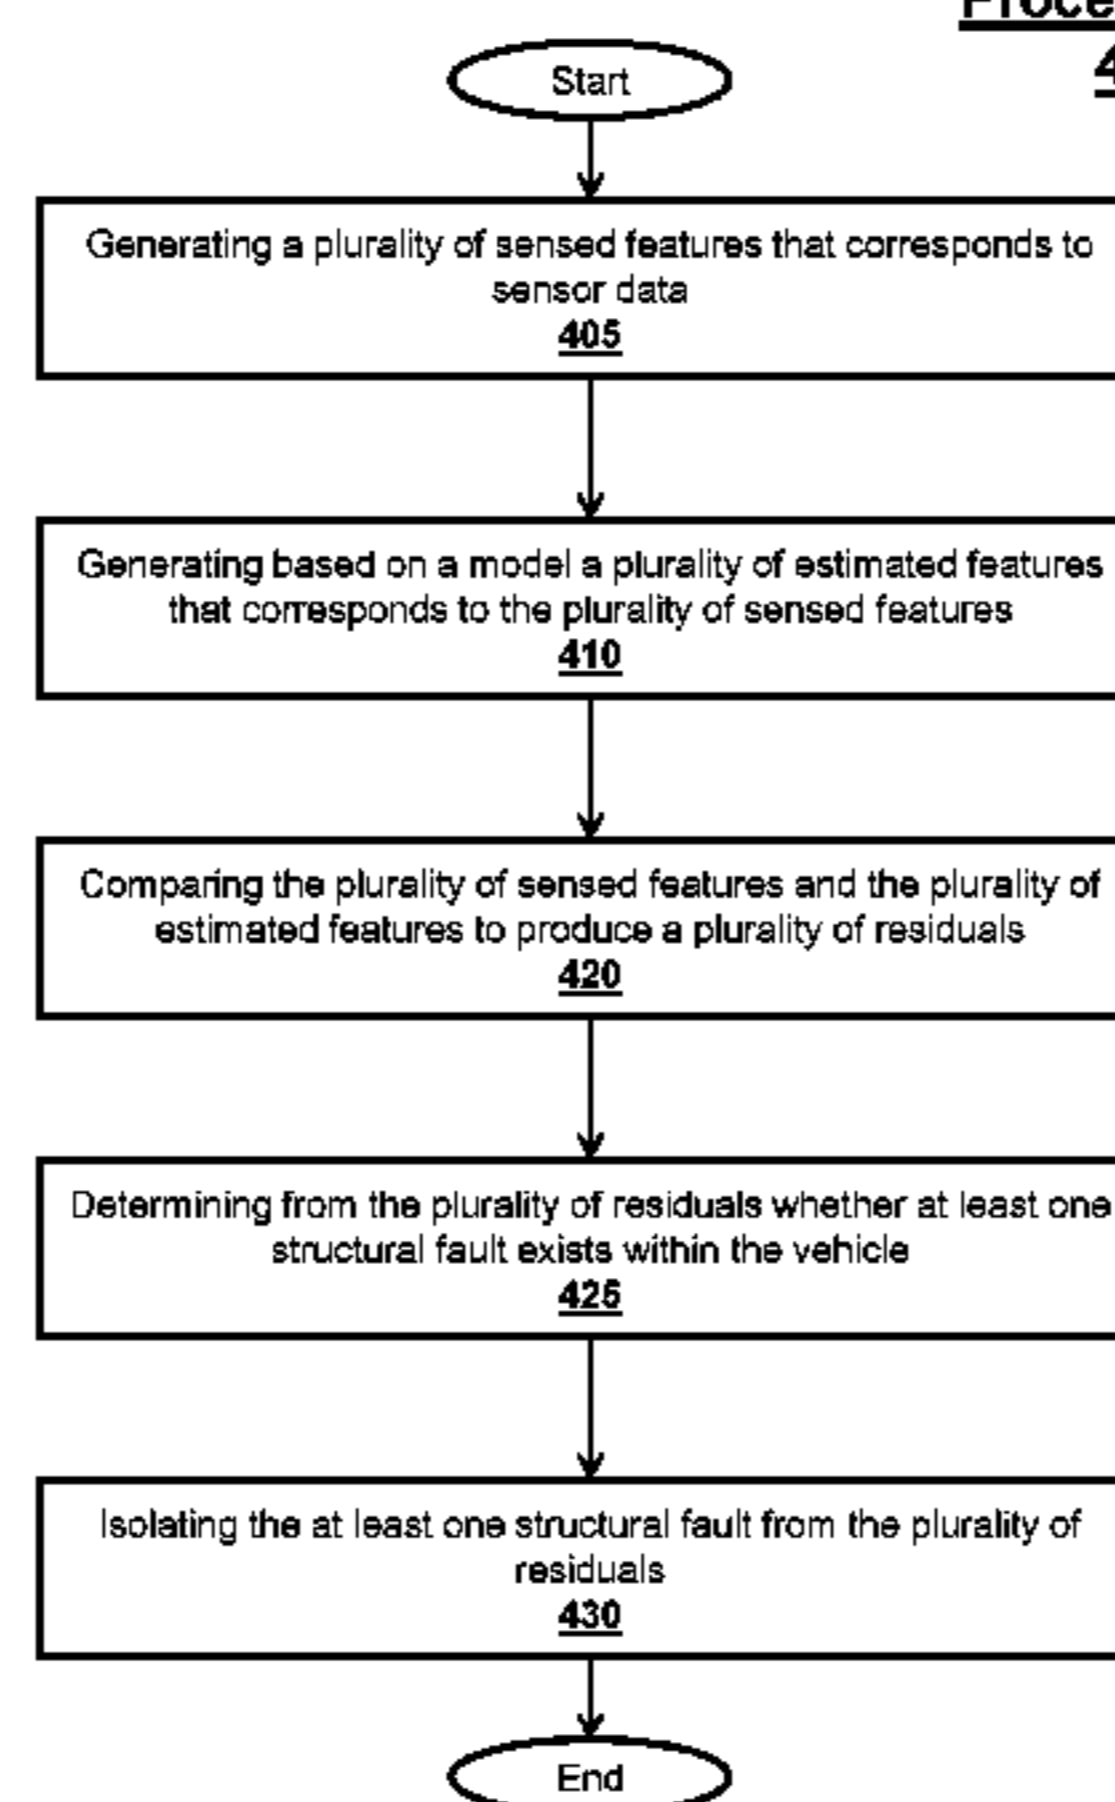 Start
Generating a plurality of sensed features that corresponds to
sensor data
405
Generating based on a model a plurality of estimated features
that corresponds to the plurality of sensed features
410
Comparing the plurality of sensed features and the plurality of
estimated features to produce a plurality of residuals
420
Determining from the plurality of residuals whether at least one
structural fault exists within the vehicle
425
Isolating the at least one structural fault from the plurality of
residuals
430
End